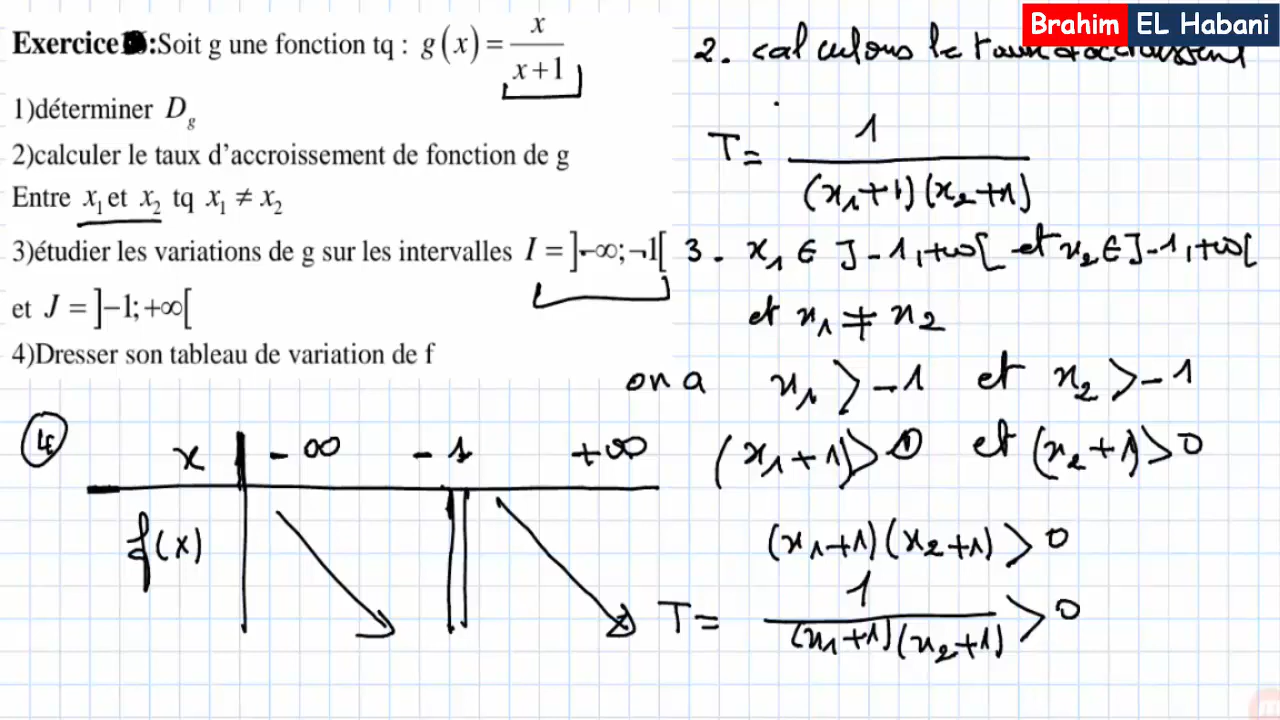 Brahim EL Habani
Exercice :Soit g une fonction tq : g(x) = x / (x+1)
1)déterminer D_g
2)calculer le taux d'accroissement de fonction de g
Entre x₁ et x₂ tq x₁ ≠ x₂
3)étudier les variations de g sur les intervalles I = ]-∞;¬1[
et J = ]-1;+∞[
4)Dresser son tableau de variation de f
④
x -∞ -1 +∞
f(x)
2. calculons le taux d'accroissement
T = 1 / (x₁+1)(x₂+1)
3. x₁ ∈ ]-1,+∞[ et x₂ ∈ ]-1,+∞[
et x₁ ≠ x₂
on a x₁ > -1 et x₂ > -1
(x₁+1) > 0 et (x₂+1) > 0
(x₁+1)(x₂+1) > 0
T = 1 / (x₁+1)(x₂+1) > 0